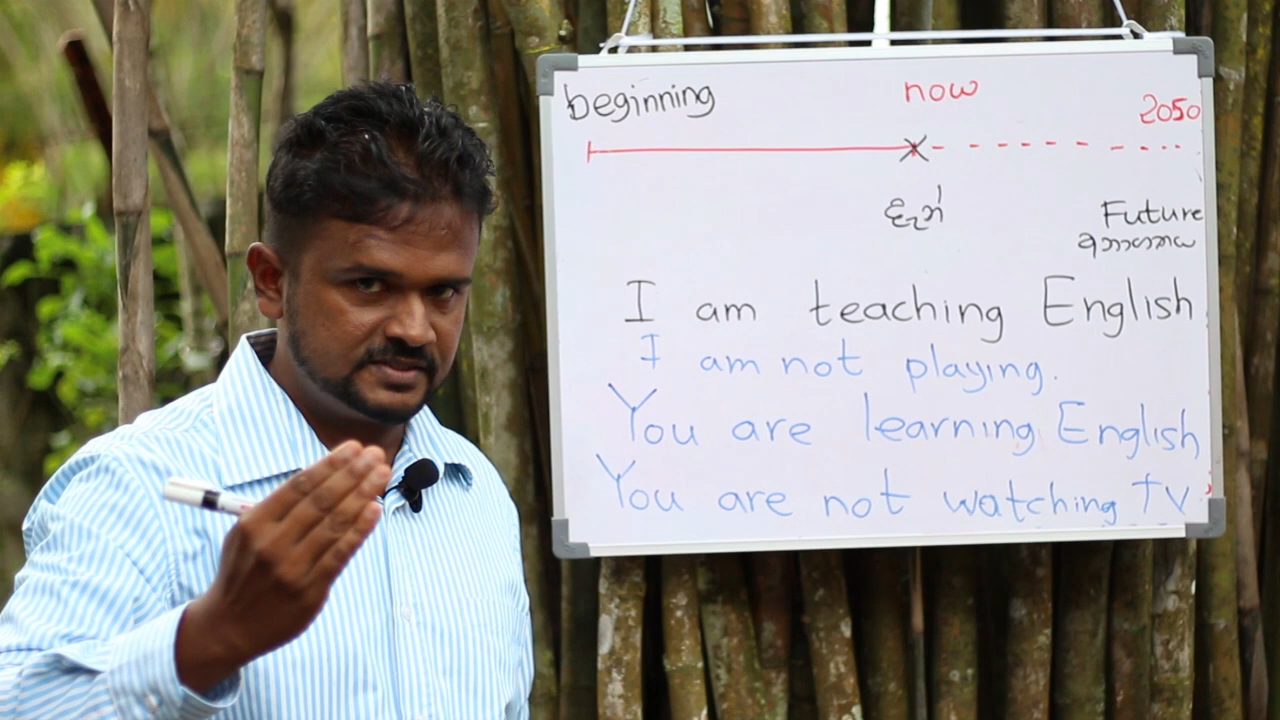 beginning now 2050
දැන්
Future
අනාගතය
I am teaching English
I am not playing.
You are learning English
You are not watching TV